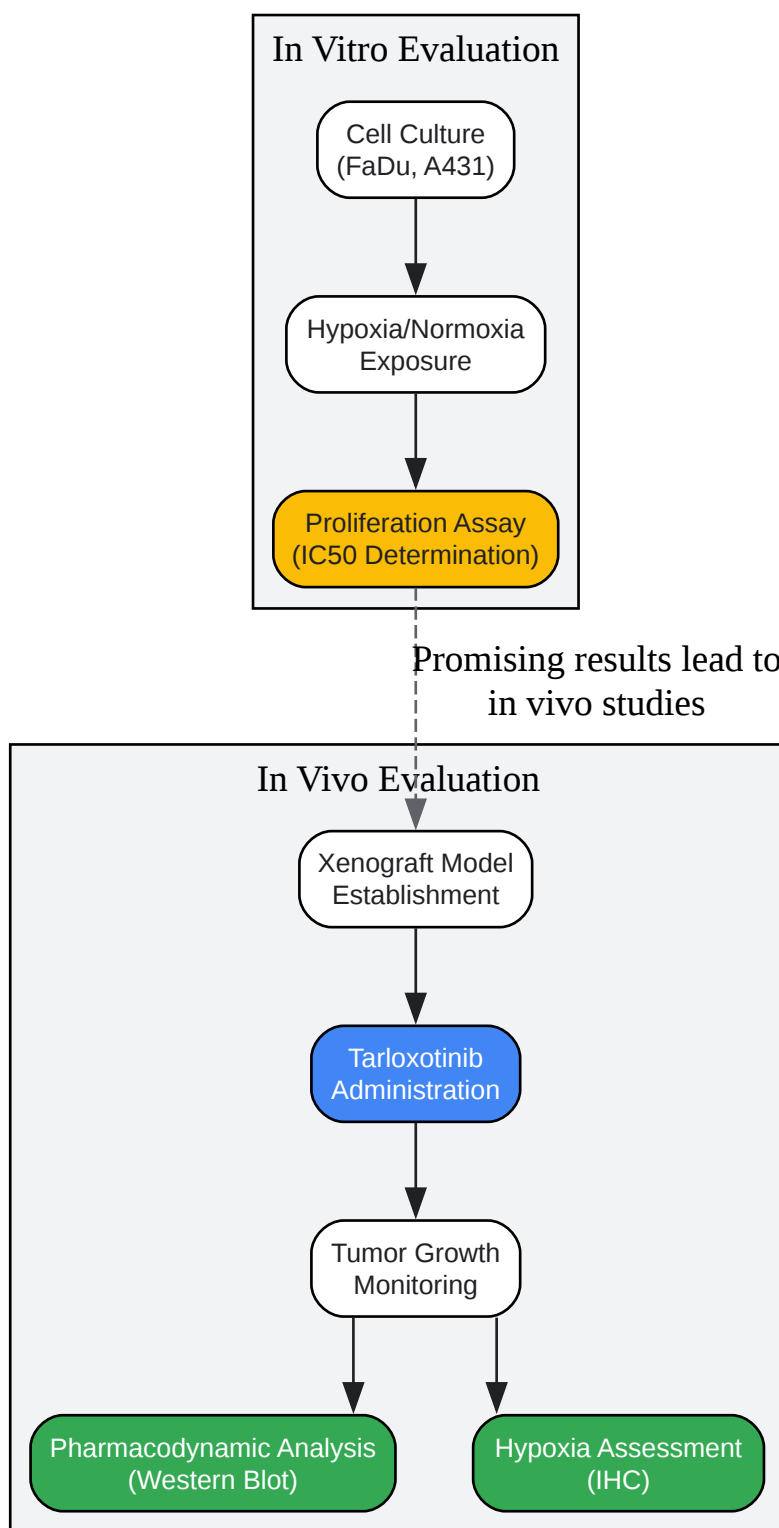 In Vitro Evaluation
Cell Culture
(FaDu, A431)
Hypoxia/Normoxia
Exposure
Proliferation Assay
(IC50 Determination)
Promising results lead to
in vivo studies
In Vivo Evaluation
Xenograft Model
Establishment
Tarloxotinib
Administration
Tumor Growth
Monitoring
Pharmacodynamic Analysis
(Western Blot)
Hypoxia Assessment
(IHC)